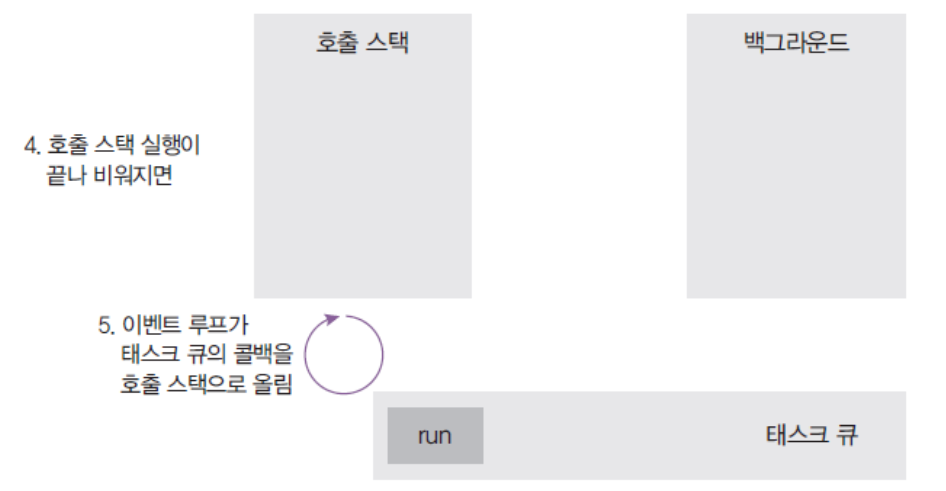 호출 스택
백그라운드
4. 호출 스택 실행이
끝나 비워지면
5. 이벤트 루프가
태스크 큐의 콜백을
호출 스택으로 올림
run
태스크 큐